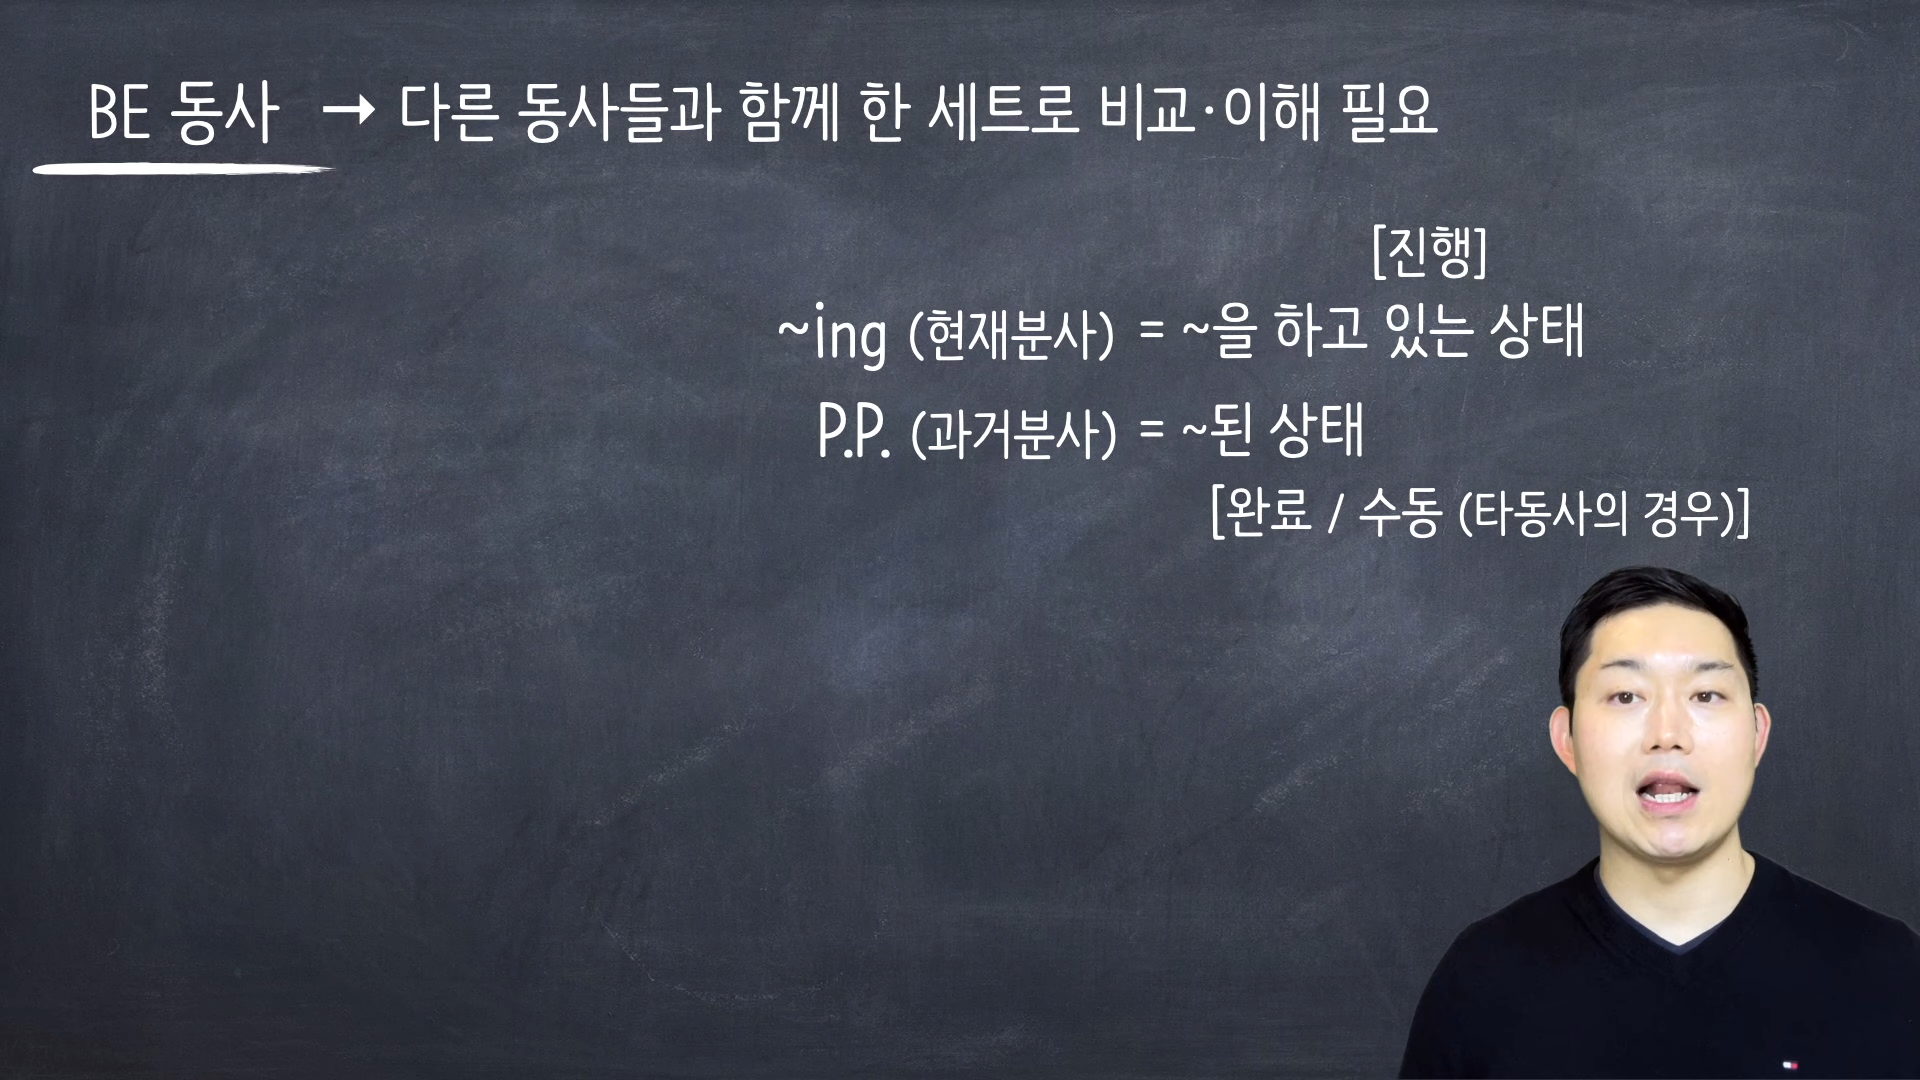 BE 동사 → 다른 동사들과 함께 한 세트로 비교·이해 필요
[진행]
~ing (현재분사) = ~을 하고 있는 상태
P.P. (과거분사) = ~된 상태
[완료 / 수동 (타동사의 경우)]